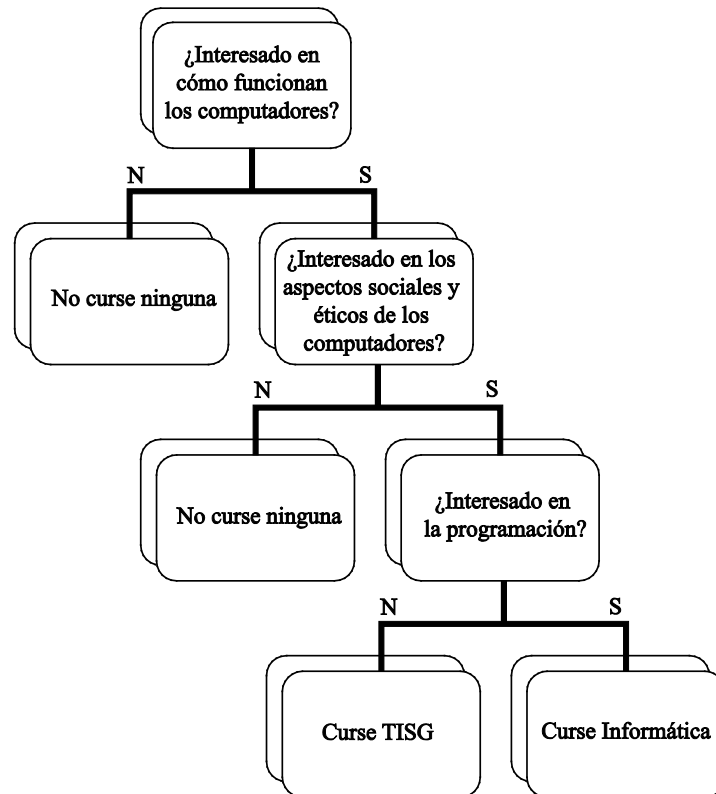 ¿Interesado en
cómo funcionan
los computadores?
N
S
No curse ninguna
¿Interesado en los
aspectos sociales y
éticos de los
computadores?
N
S
No curse ninguna
¿Interesado en
la programación?
N
S
Curse TISG
Curse Informática